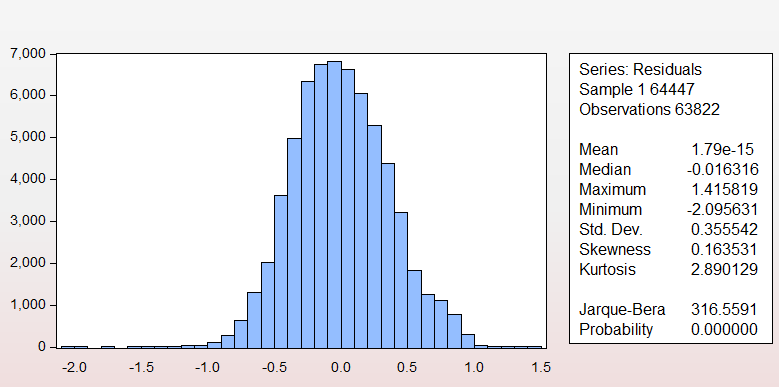 7,000
6,000
5,000
4,000
3,000
2,000
1,000
0
-2.0 -1.5 -1.0 -0.5 0.0 0.5 1.0 1.5
Series: Residuals
Sample 1 64447
Observations 63822
Mean 1.79e-15
Median -0.016316
Maximum 1.415819
Minimum -2.095631
Std. Dev. 0.355542
Skewness 0.163531
Kurtosis 2.890129
Jarque-Bera 316.5591
Probability 0.000000